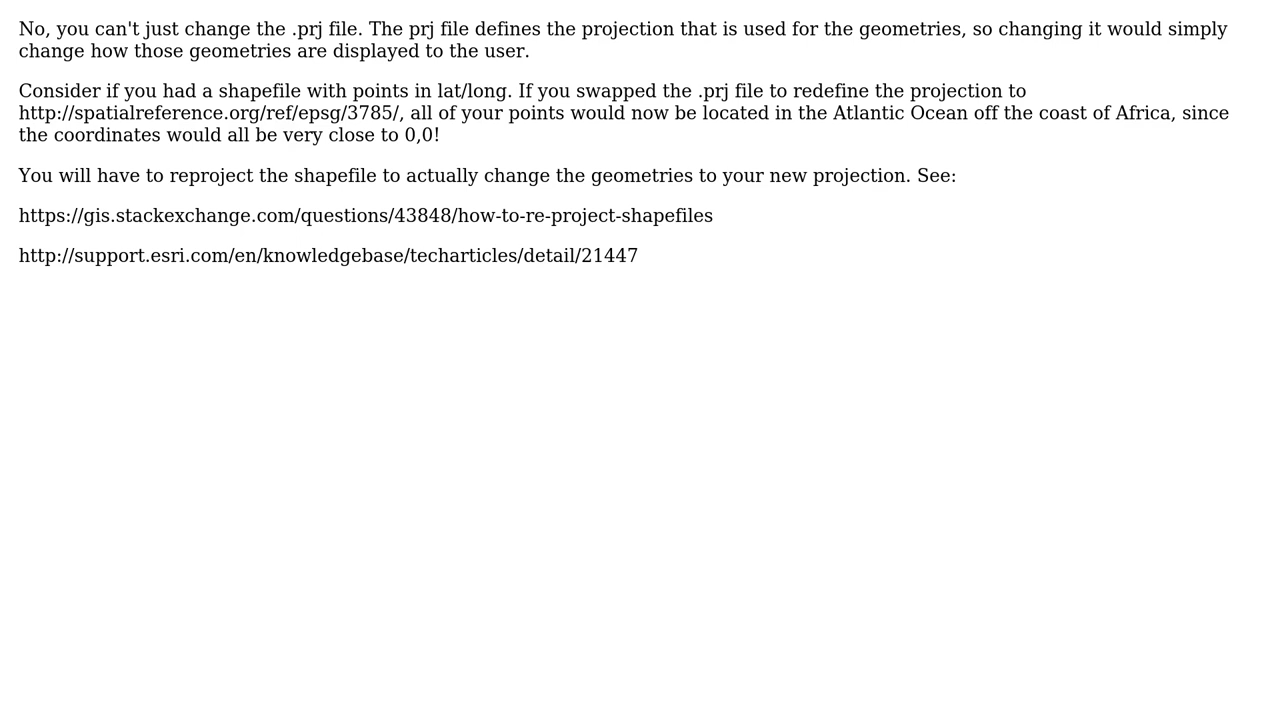 No, you can't just change the .prj file. The prj file defines the projection that is used for the geometries, so changing it would simply
change how those geometries are displayed to the user.
Consider if you had a shapefile with points in lat/long. If you swapped the .prj file to redefine the projection to
http://spatialreference.org/ref/epsg/3785/, all of your points would now be located in the Atlantic Ocean off the coast of Africa, since
the coordinates would all be very close to 0,0!
You will have to reproject the shapefile to actually change the geometries to your new projection. See:
https://gis.stackexchange.com/questions/43848/how-to-re-project-shapefiles
http://support.esri.com/en/knowledgebase/techarticles/detail/21447